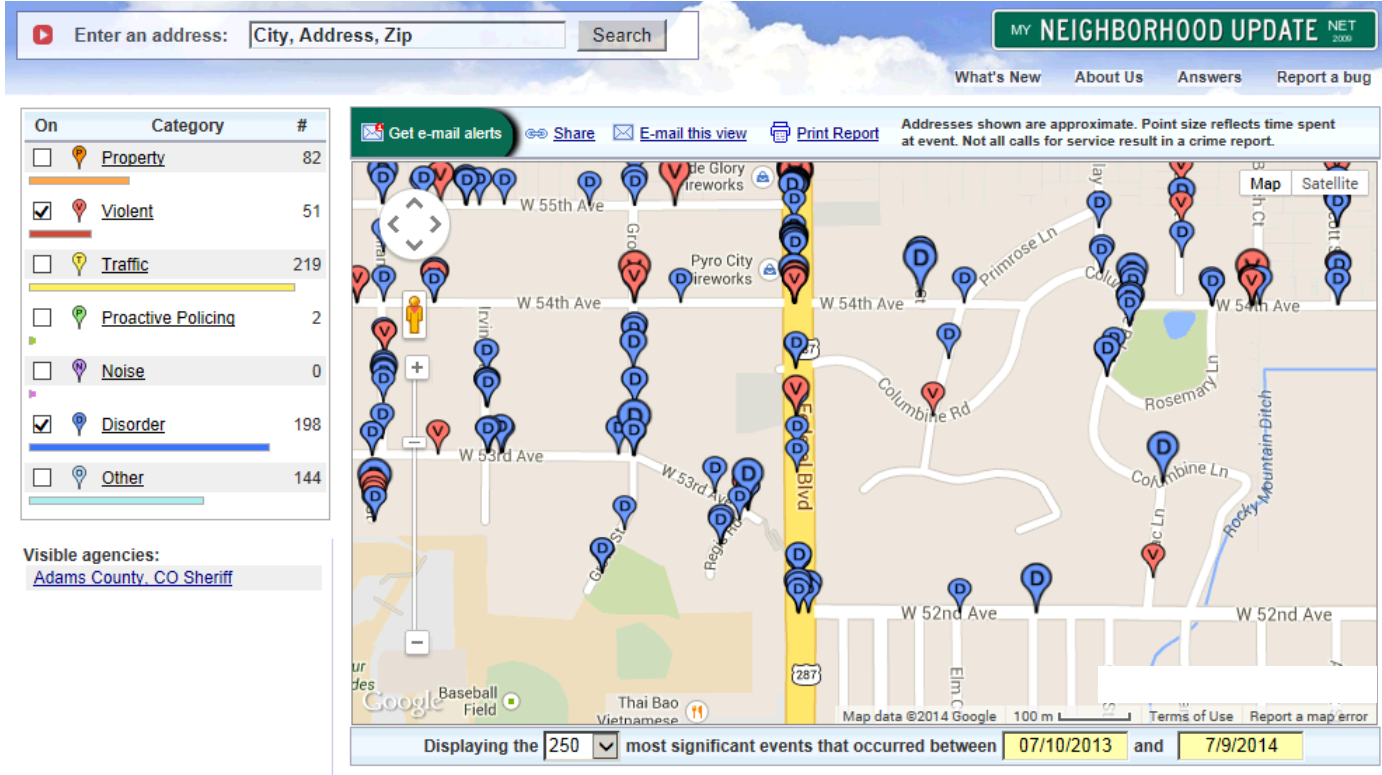 Enter an address: City, Address, Zip Search
MY NEIGHBORHOOD UPDATE NET 2009
What's New About Us Answers Report a bug
On Category #
P Property 82
V Violent 51
T Traffic 219
P Proactive Policing 2
N Noise 0
D Disorder 198
O Other 144
Visible agencies:
Adams County, CO Sheriff
Get e-mail alerts Share E-mail this view Print Report
Addresses shown are approximate. Point size reflects time spent
at event. Not all calls for service result in a crime report.
Map Satellite
W 55th Ave
Pyro City
W 54th Ave
W 54th Ave
W 54th Ave
Primrose Ln
Columbine Rd
Rosemary Ln
W 53rd Ave
W 53rd Ave
Federal Blvd
Columbine Ln
Rocky Mountain Ditch
W 52nd Ave
W 52nd Ave
287
Google
Baseball
Field
Thai Bao
Vietnamese
Map data ©2014 Google 100 m Terms of Use Report a map error
Displaying the 250 most significant events that occurred between 07/10/2013 and 7/9/2014